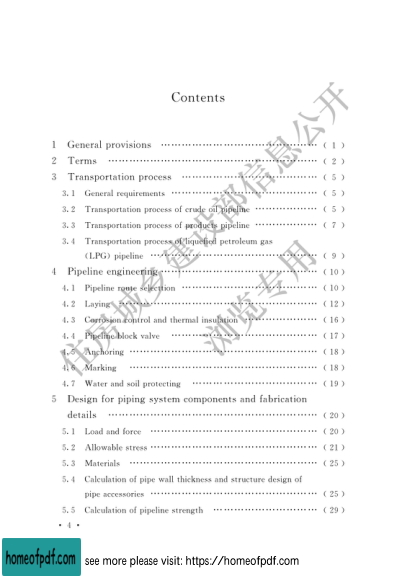 Contents
1 General provisions ………………………………………… ( 1 )
2 Terms ………………………………………………………… ( 2 )
3 Transportation process ……………………………………… ( 5 )
3.1 General requirements ……………………………………… ( 5 )
3.2 Transportation process of crude oil pipeline ……………… ( 5 )
3.3 Transportation process of products pipeline ……………… ( 7 )
3.4 Transportation process of liquefied petroleum gas
(LPG) pipeline ……………………………………………… ( 9 )
4 Pipeline engineering ………………………………………… (10)
4.1 Pipeline route selection …………………………………… (10)
4.2 Laying ……………………………………………………… (12)
4.3 Corrosion control and thermal insulation ………………… (16)
4.4 Pipeline block valve ……………………………………… (17)
4.5 Anchoring …………………………………………………… (18)
4.6 Marking ……………………………………………………… (18)
4.7 Water and soil protecting ………………………………… (19)
5 Design for piping system components and fabrication
details ………………………………………………………… (20)
5.1 Load and force ……………………………………………… (20)
5.2 Allowable stress …………………………………………… (21)
5.3 Materials …………………………………………………… (25)
5.4 Calculation of pipe wall thickness and structure design of
pipe accessories ……………………………………………… (25)
5.5 Calculation of pipeline strength ………………………… (29)
• 4 •
住房城乡建设部信息公开
浏览专用
homeofpdf.com
see more please visit: https://homeofpdf.com